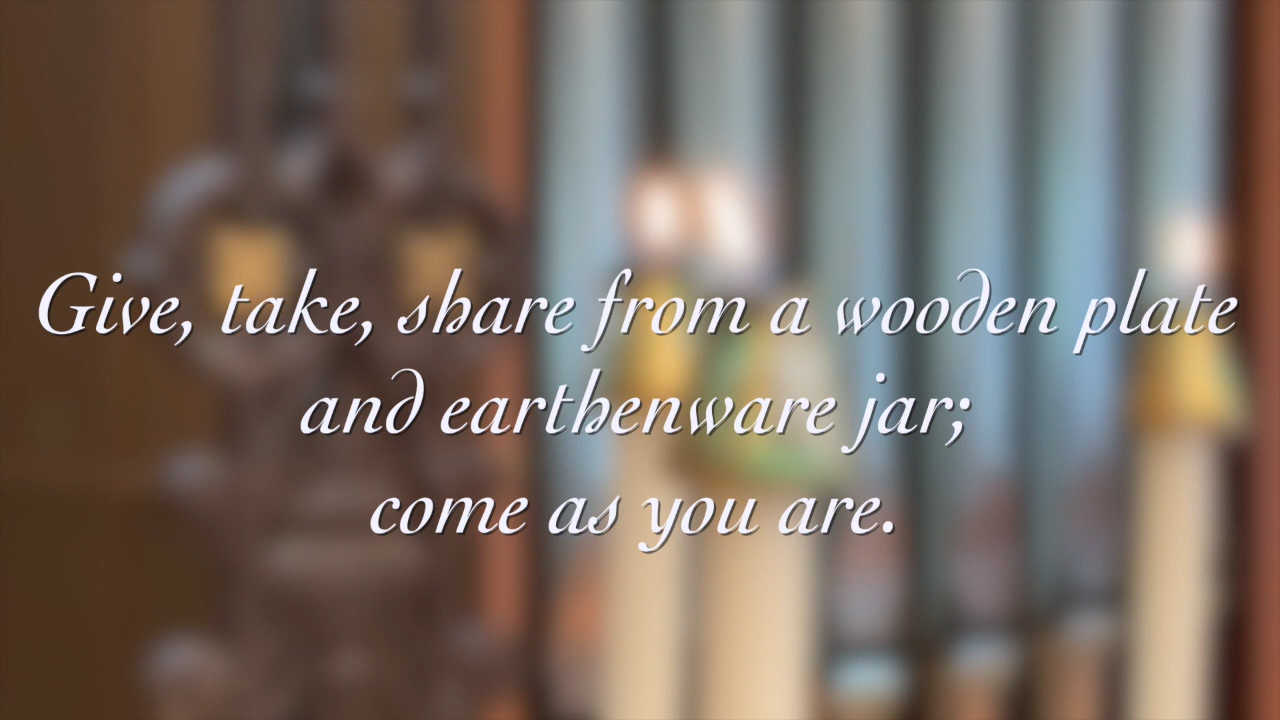 Give, take, share from a wooden plate
and earthenware jar;
come as you are.